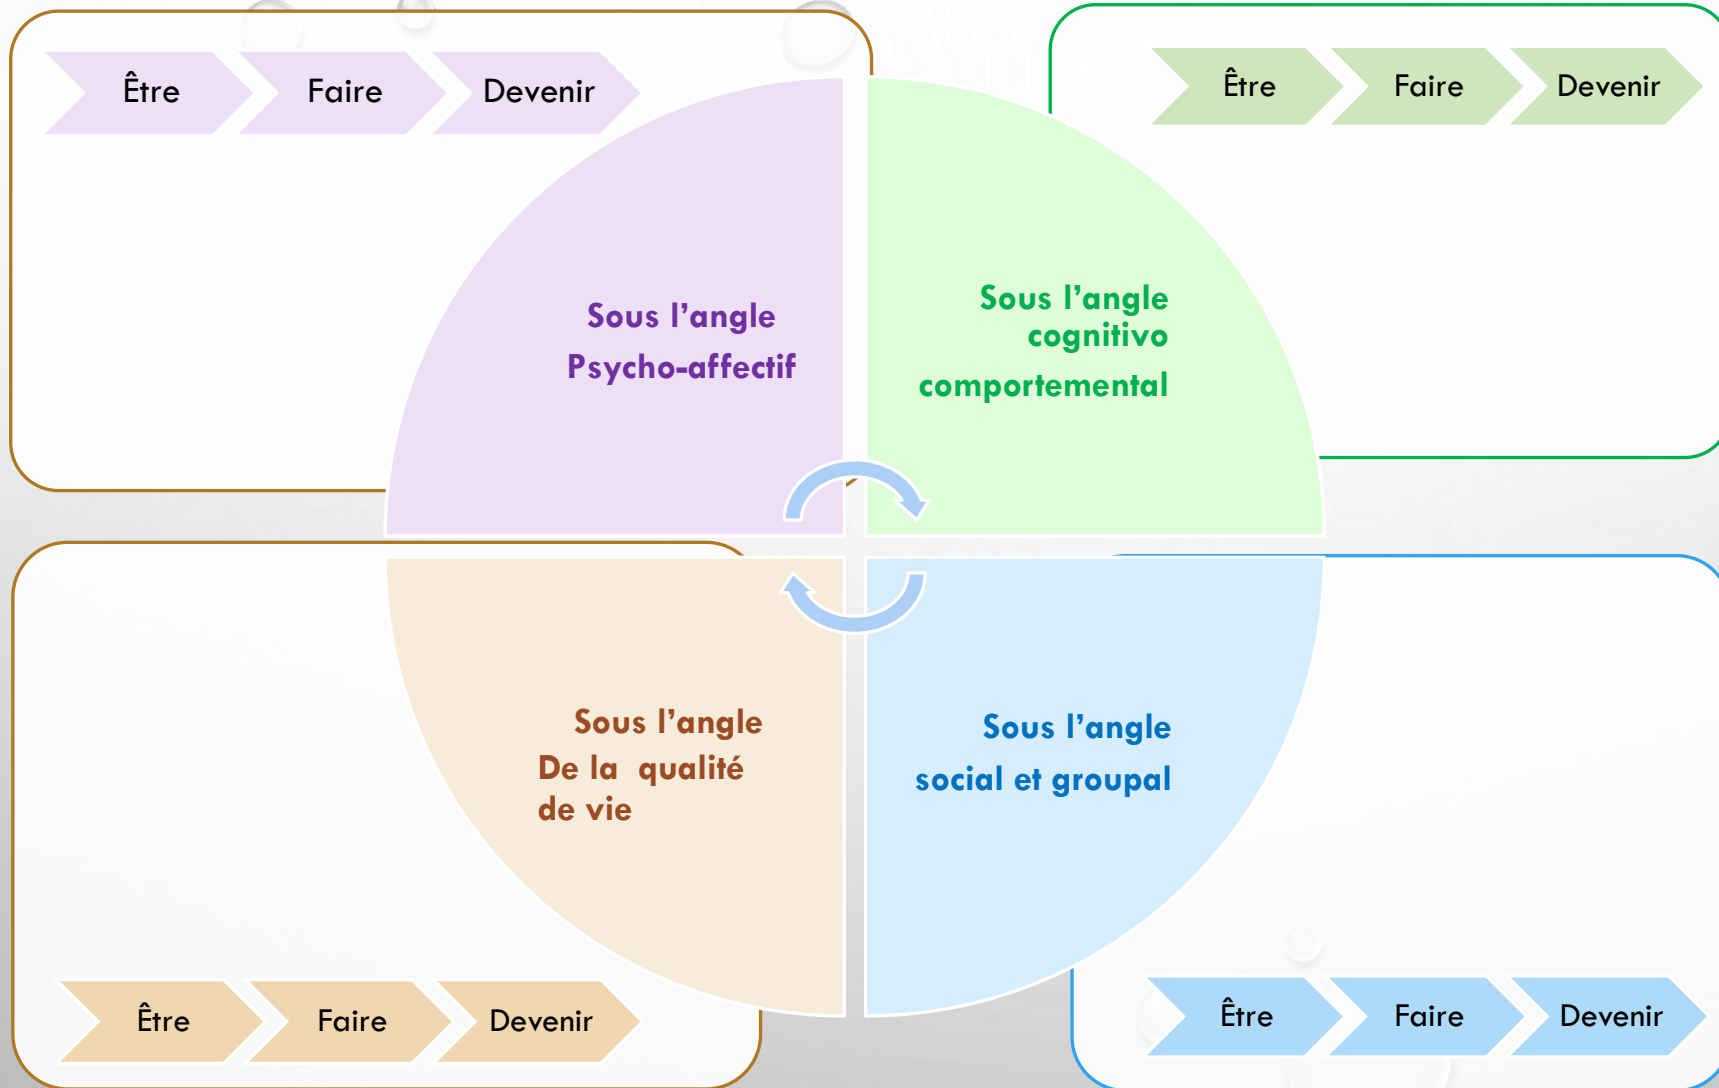 Être Faire Devenir
Être Faire Devenir
Sous l’angle
Psycho-affectif
Sous l’angle
cognitivo
comportemental
Sous l’angle
De la  qualité
de vie
Sous l’angle
social et groupal
Être Faire Devenir
Être Faire Devenir